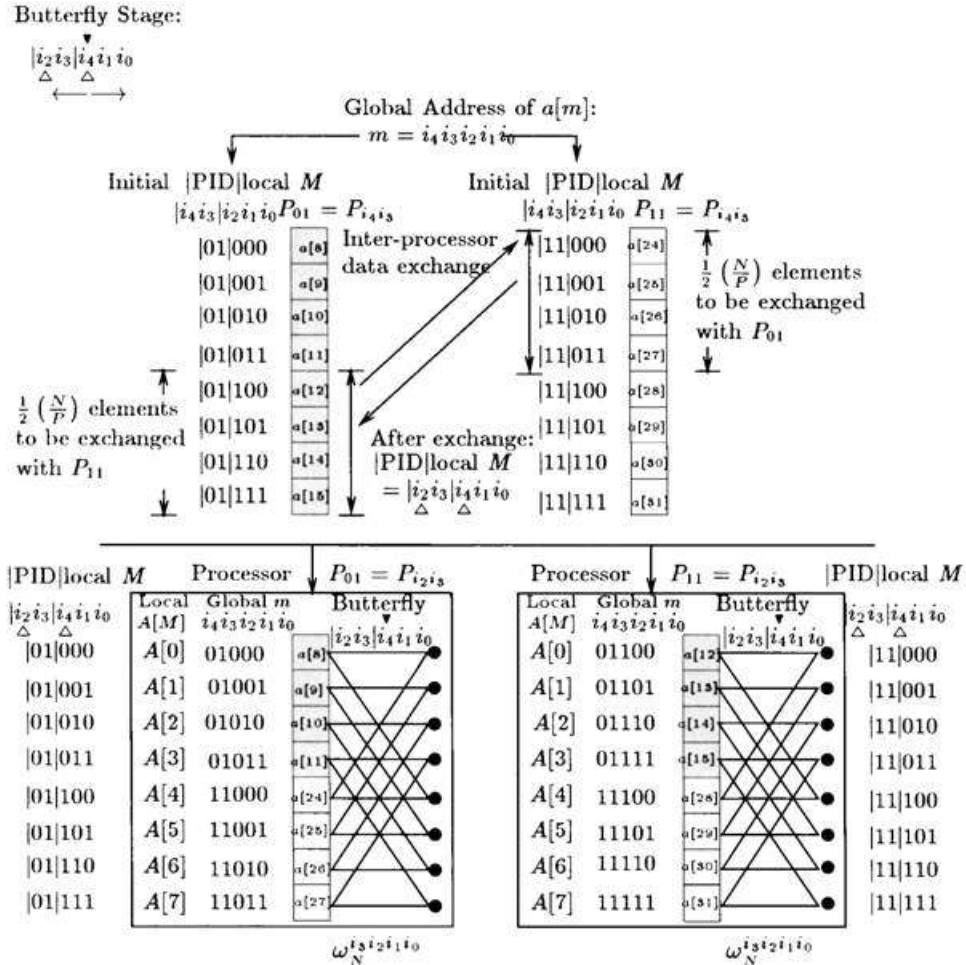 Butterfly Stage:
▼
|i₂i₃|i₄i₁i₀
△ △
Global Address of a[m]:
m = i₄i₃i₂i₁i₀
Initial |PID|local M
|i₄i₃|i₂i₁i₀ P₀₁ = P_{i₄i₃}
|01|000 a[8]
|01|001 a[9]
|01|010 a[10]
|01|011 a[11]
|01|100 a[12]
|01|101 a[13]
|01|110 a[14]
|01|111 a[15]
½ (N/P) elements
to be exchanged
with P₁₁
Inter-processor
data exchange
After exchange:
|PID|local M
= |i₂i₃|i₄i₁i₀
△ △
Initial |PID|local M
|i₄i₃|i₂i₁i₀ P₁₁ = P_{i₄i₃}
|11|000 a[24]
|11|001 a[25]
|11|010 a[26]
|11|011 a[27]
|11|100 a[28]
|11|101 a[29]
|11|110 a[30]
|11|111 a[31]
½ (N/P) elements
to be exchanged
with P₀₁
|PID|local M
|i₂i₃|i₄i₁i₀
△ △
|01|000
|01|001
|01|010
|01|011
|01|100
|01|101
|01|110
|01|111
Processor P₀₁ = P_{i₂i₃}
Local Global m Butterfly
A[M] i₄i₃i₂i₁i₀ ▼
|i₂i₃|i₄i₁i₀
A[0] 01000 a[8]
A[1] 01001 a[9]
A[2] 01010 a[10]
A[3] 01011 a[11]
A[4] 11000 a[24]
A[5] 11001 a[25]
A[6] 11010 a[26]
A[7] 11011 a[27]
ω_N^{i₃i₂i₁i₀}
Processor P₁₁ = P_{i₂i₃}
Local Global m Butterfly
A[M] i₄i₃i₂i₁i₀ ▼
|i₂i₃|i₄i₁i₀
A[0] 01100 a[12]
A[1] 01101 a[13]
A[2] 01110 a[14]
A[3] 01111 a[15]
A[4] 11100 a[28]
A[5] 11101 a[29]
A[6] 11110 a[30]
A[7] 11111 a[31]
ω_N^{i₃i₂i₁i₀}
|PID|local M
|i₂i₃|i₄i₁i₀
△ △
|11|000
|11|001
|11|010
|11|011
|11|100
|11|101
|11|110
|11|111